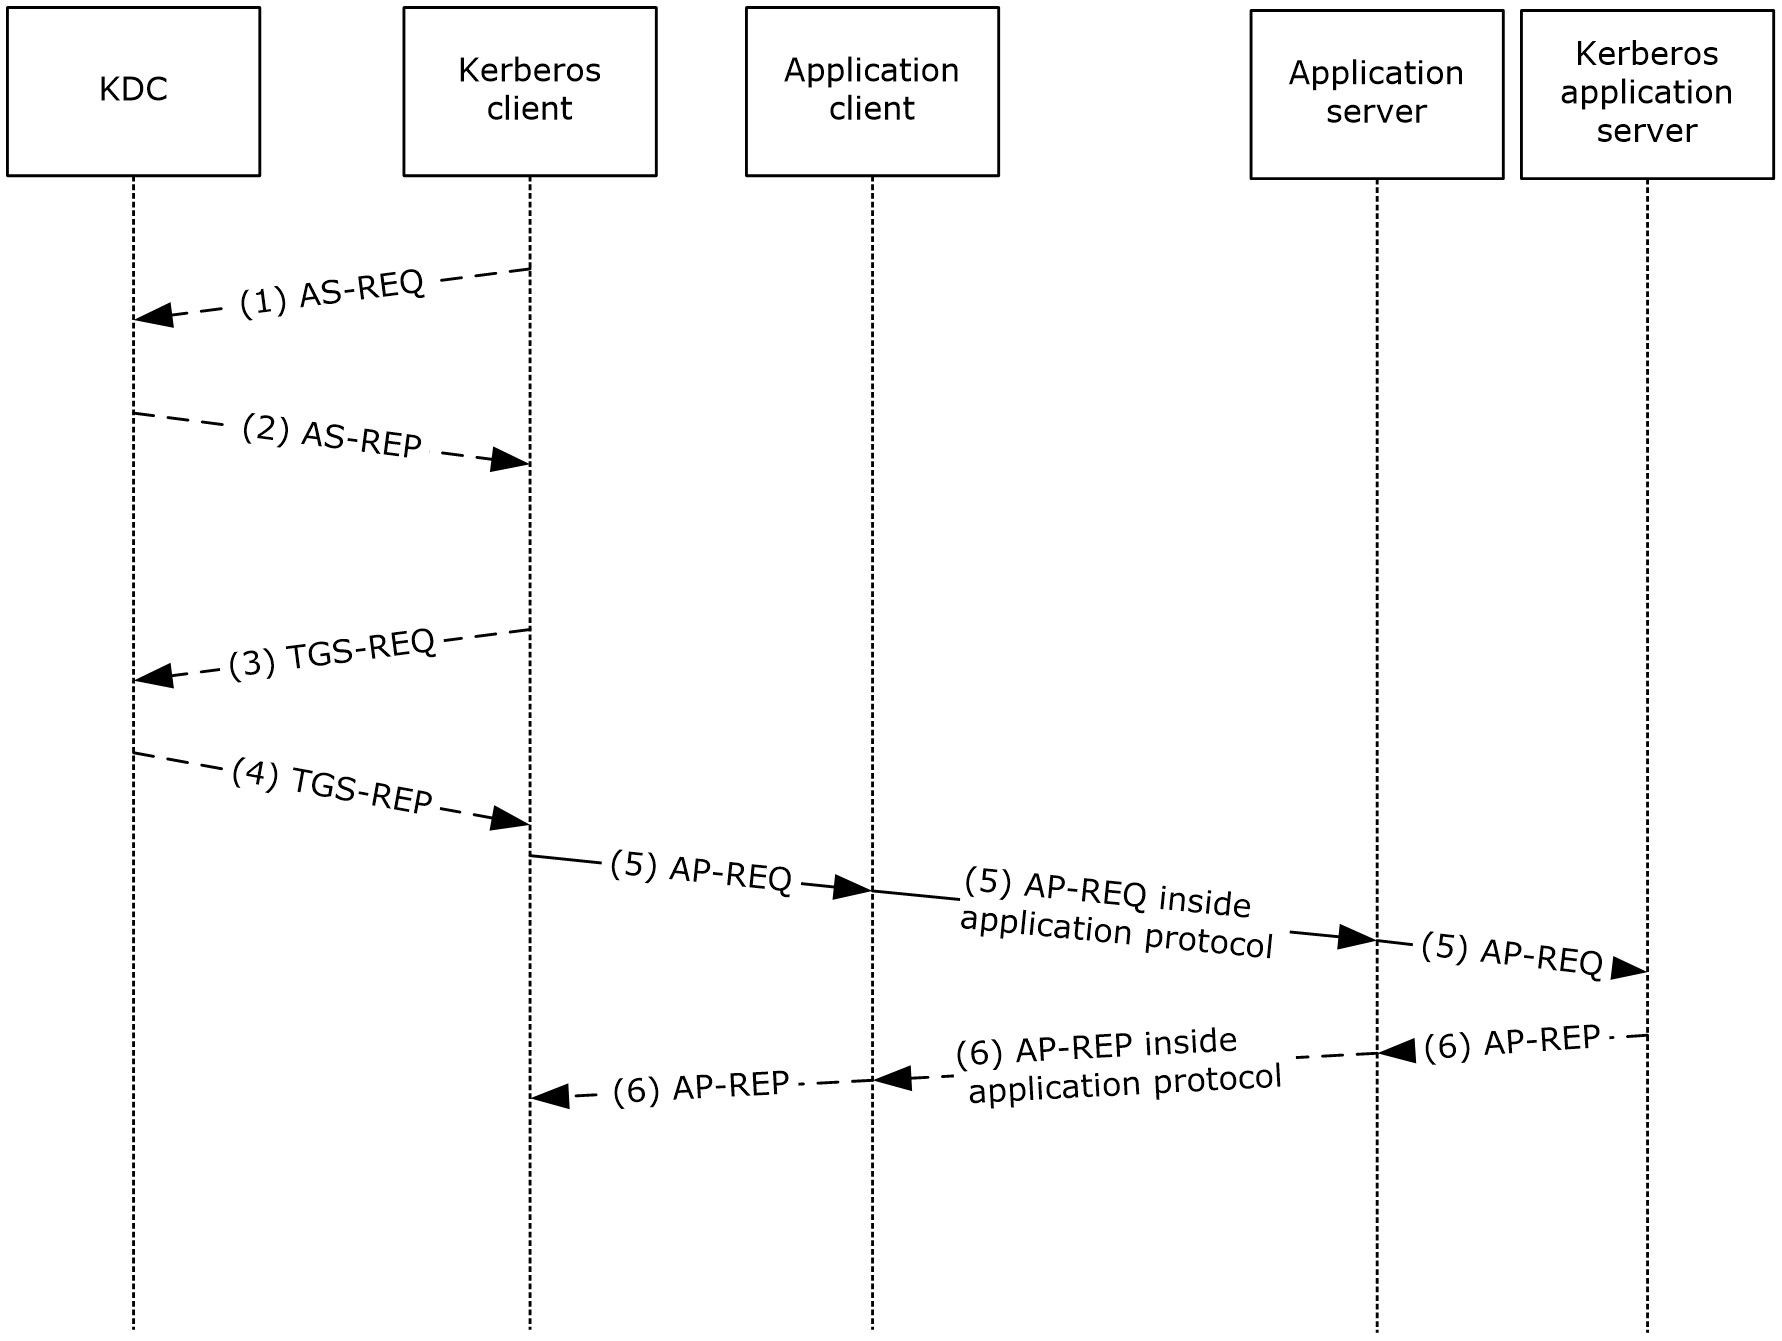 KDC
Kerberos
client
Application
client
Application
server
Kerberos
application
server
(1) AS-REQ
(2) AS-REP
(3) TGS-REQ
(4) TGS-REP
(5) AP-REQ
(5) AP-REQ inside
application protocol
(5) AP-REQ
(6) AP-REP
(6) AP-REP inside
application protocol
(6) AP-REP